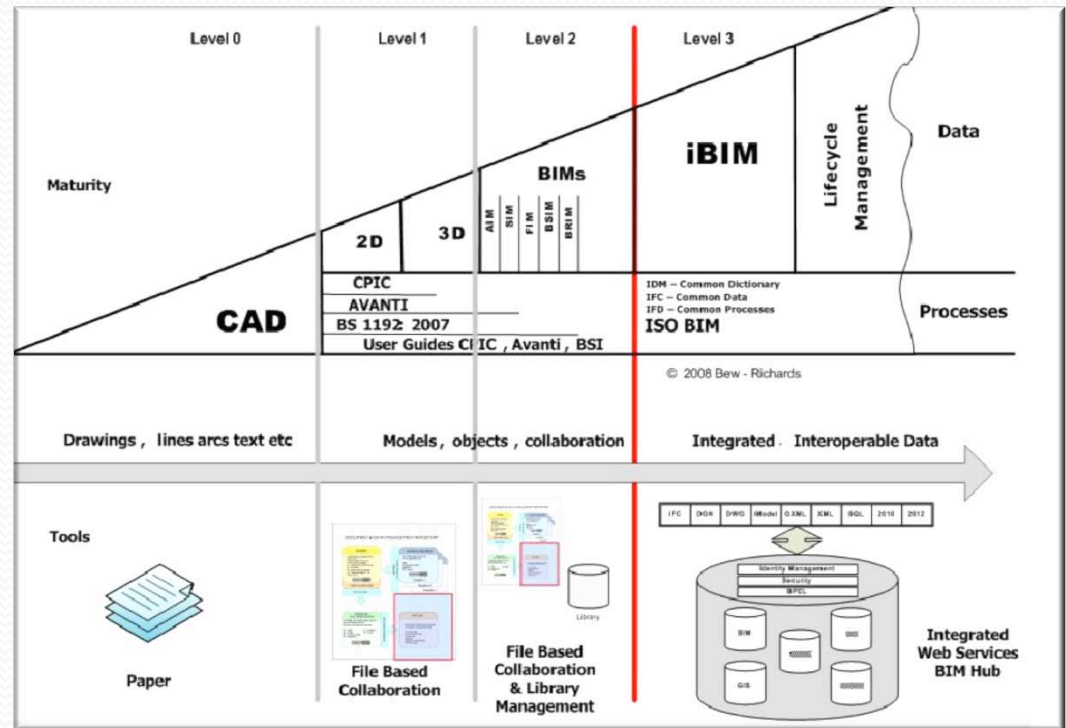 Level 0
Level 1
Level 2
Level 3
Maturity
CAD
2D
3D
BIMs
AIM
SIM
FIM
BSIM
BRIM
iBIM
Lifecycle
Management
Data
CPIC
AVANTI
BS 1192: 2007
User Guides CPIC , Avanti , BSI
IDM – Common Dictionary
IFC – Common Data
IFD – Common Processes
ISO BIM
Processes
© 2008 Bew - Richards
Drawings , lines arcs text etc
Models, objects , collaboration
Integrated , Interoperable Data
Tools
Paper
File Based
Collaboration
Library
File Based
Collaboration
& Library
Management
IFC DGN DWG iModel GXML XML SQL 2010 2012
Identity Management
Security
BPEL
BIM
GIS
Integrated
Web Services
BIM Hub